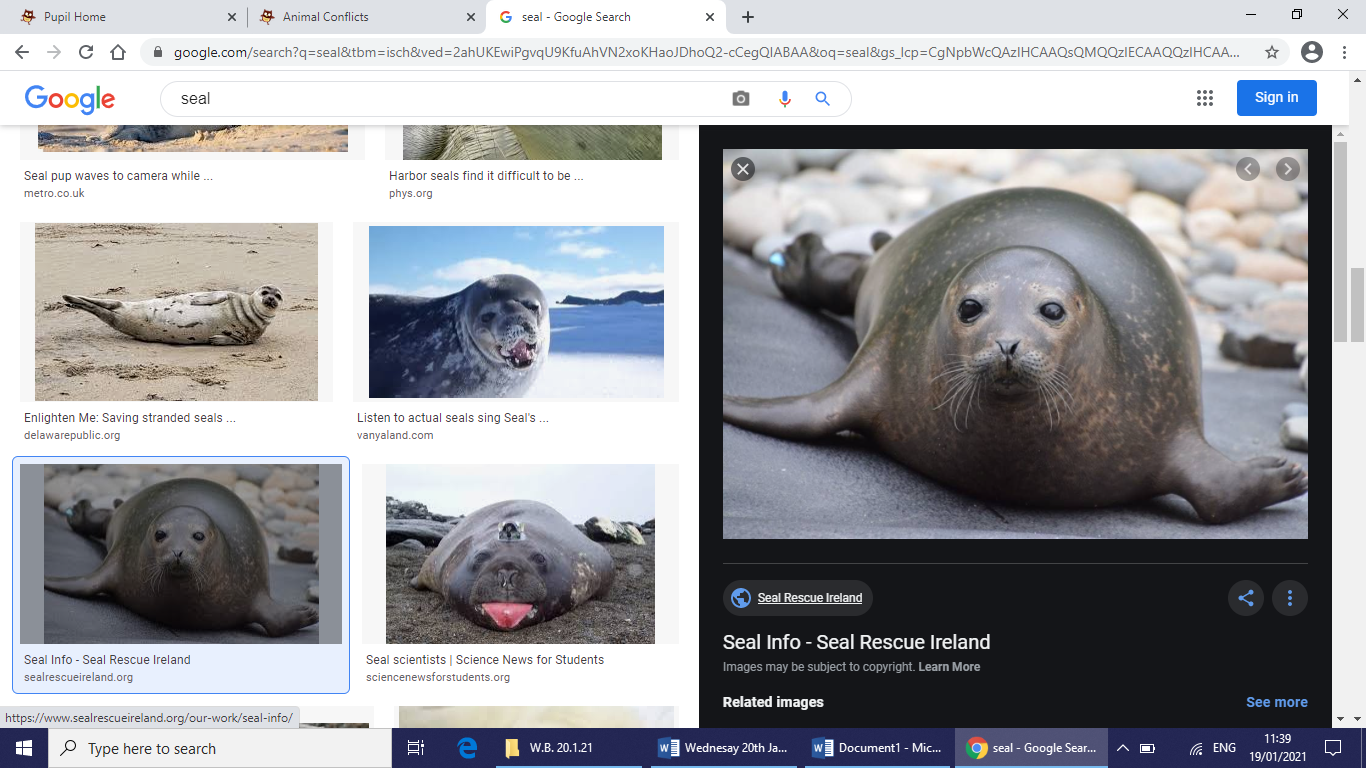 Pupil Home
Animal Conflicts
seal - Google Search
google.com/search?q=seal&tbm=isch&ved=2ahUKEwiPgvqU9KfuAhVN2xoKHaoJDhoQ2-cCegQIABAA&oq=seal&gs_lcp=CgNpbWcQAzIHCAAQsQMQQzIECAAQQzIHCAA...
Google
seal
Sign in
Seal pup waves to camera while ...
metro.co.uk
Harbor seals find it difficult to be ...
phys.org
Enlighten Me: Saving stranded seals ...
delawarepublic.org
Listen to actual seals sing Seal's ...
vanyaland.com
Seal Info - Seal Rescue Ireland
sealrescueireland.org
Seal scientists | Science News for Students
sciencenewsforstudents.org
Seal Rescue Ireland
Seal Info - Seal Rescue Ireland
Images may be subject to copyright. Learn More
Related images
See more
https://www.sealrescueireland.org/our-work/seal-info/
Type here to search
W.B. 20.1.21
Wednesay 20th Ja...
Document1 - Mic...
seal - Google Sear...
ENG
11:39
19/01/2021